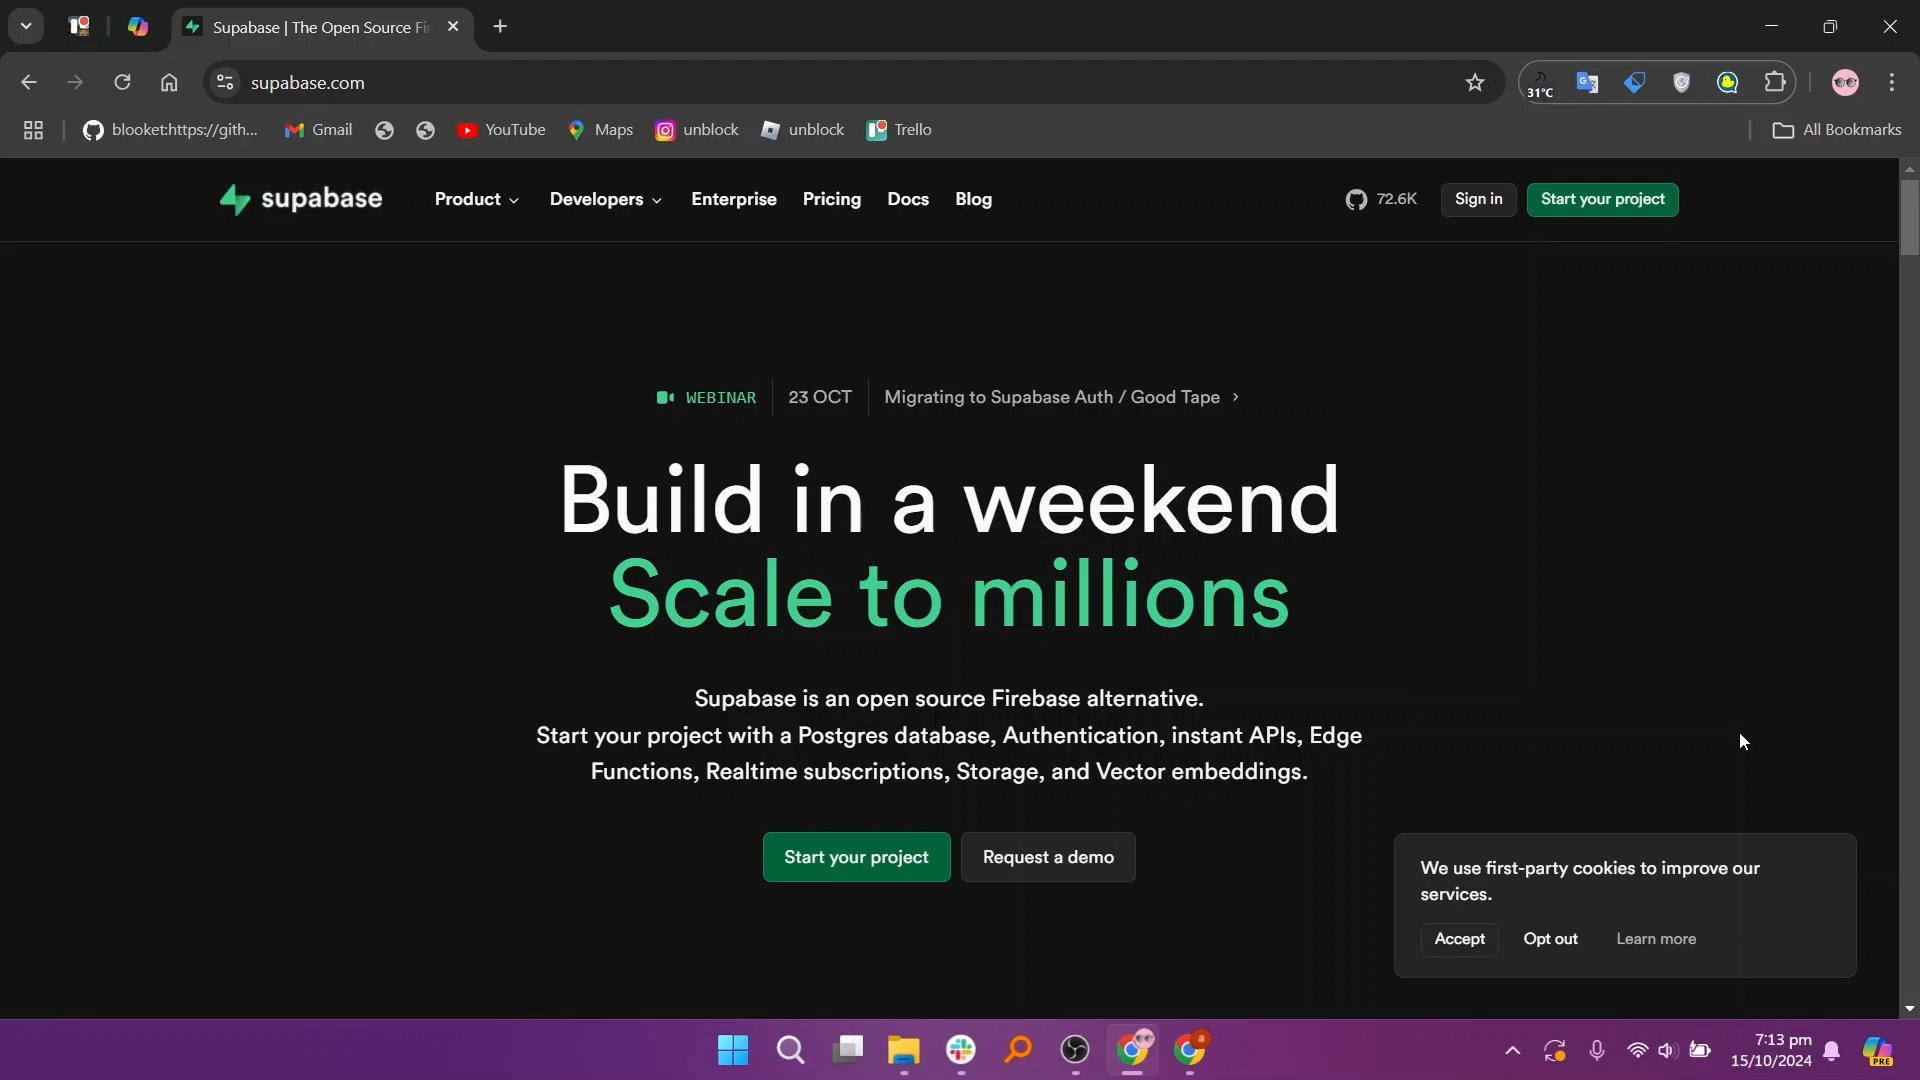 Supabase | The Open Source Fi
supabase.com
31°C
blooket:https://gith...
Gmail
YouTube
Maps
unblock
unblock
Trello
All Bookmarks
supabase
Product
Developers
Enterprise
Pricing
Docs
Blog
72.6K
Sign in
Start your project
WEBINAR
23 OCT
Migrating to Supabase Auth / Good Tape
Build in a weekend
Scale to millions
Supabase is an open source Firebase alternative.
Start your project with a Postgres database, Authentication, instant APIs, Edge
Functions, Realtime subscriptions, Storage, and Vector embeddings.
Start your project
Request a demo
We use first-party cookies to improve our
services.
Accept
Opt out
Learn more
7:13 pm
15/10/2024
PRE